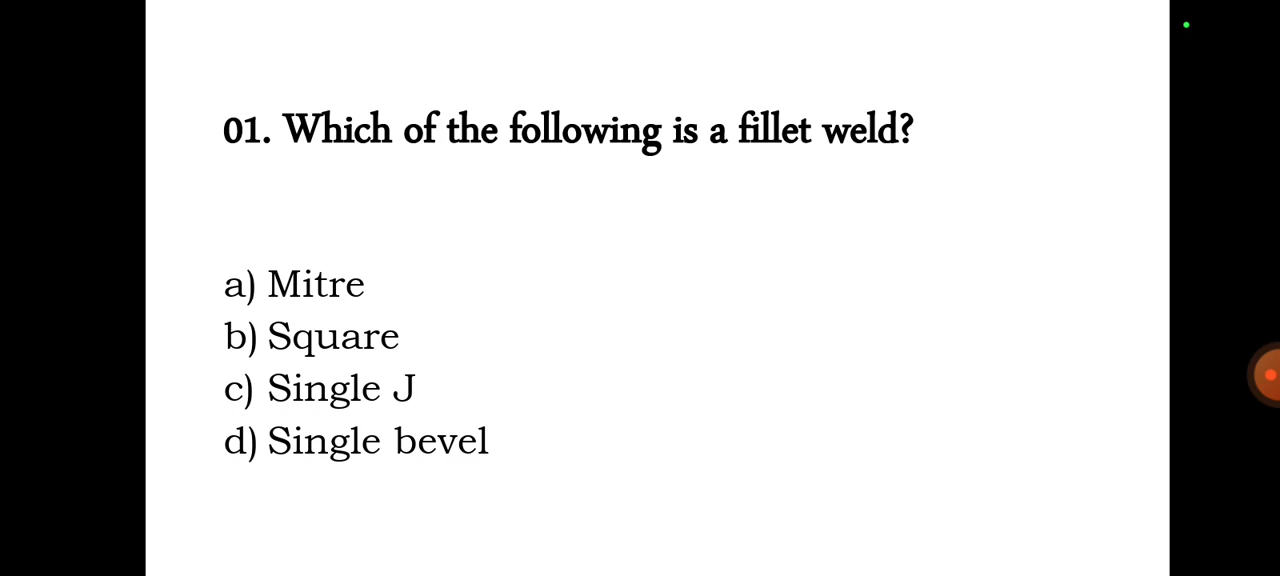 01. Which of the following is a fillet weld?
a) Mitre
b) Square
c) Single J
d) Single bevel